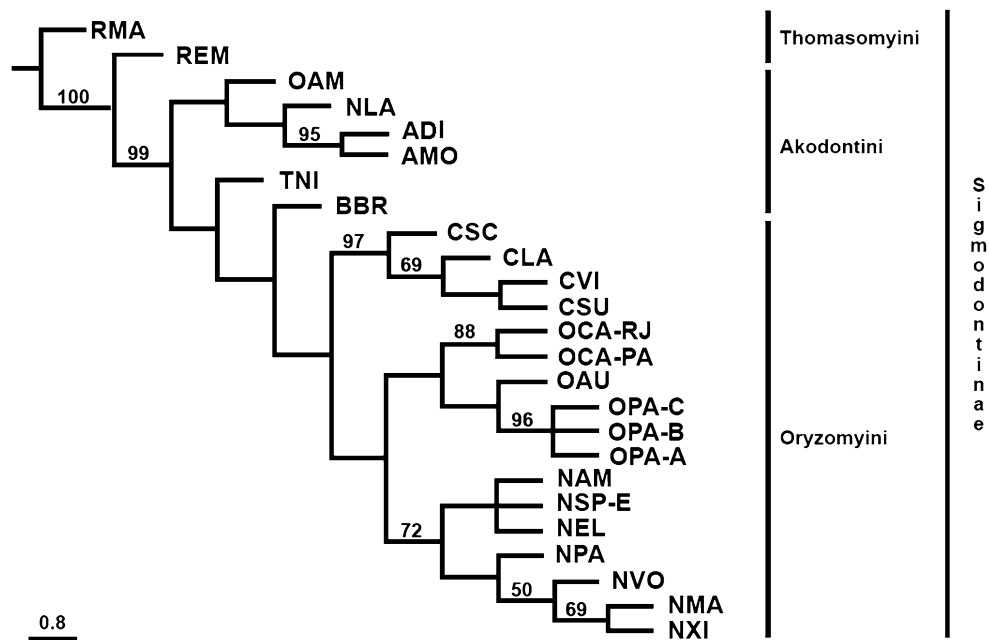 RMA
REM
100
OAM
NLA
95
ADI
AMO
99
TNI
BBR
CSC
97
CLA
69
CVI
CSU
OCA-RJ
88
OCA-PA
OAU
OPA-C
96
OPA-B
OPA-A
NAM
NSP-E
72
NEL
NPA
NVO
50
NMA
69
NXI
0.8
Thomasomyini
Akodontini
Oryzomyini
Sigmodontinae